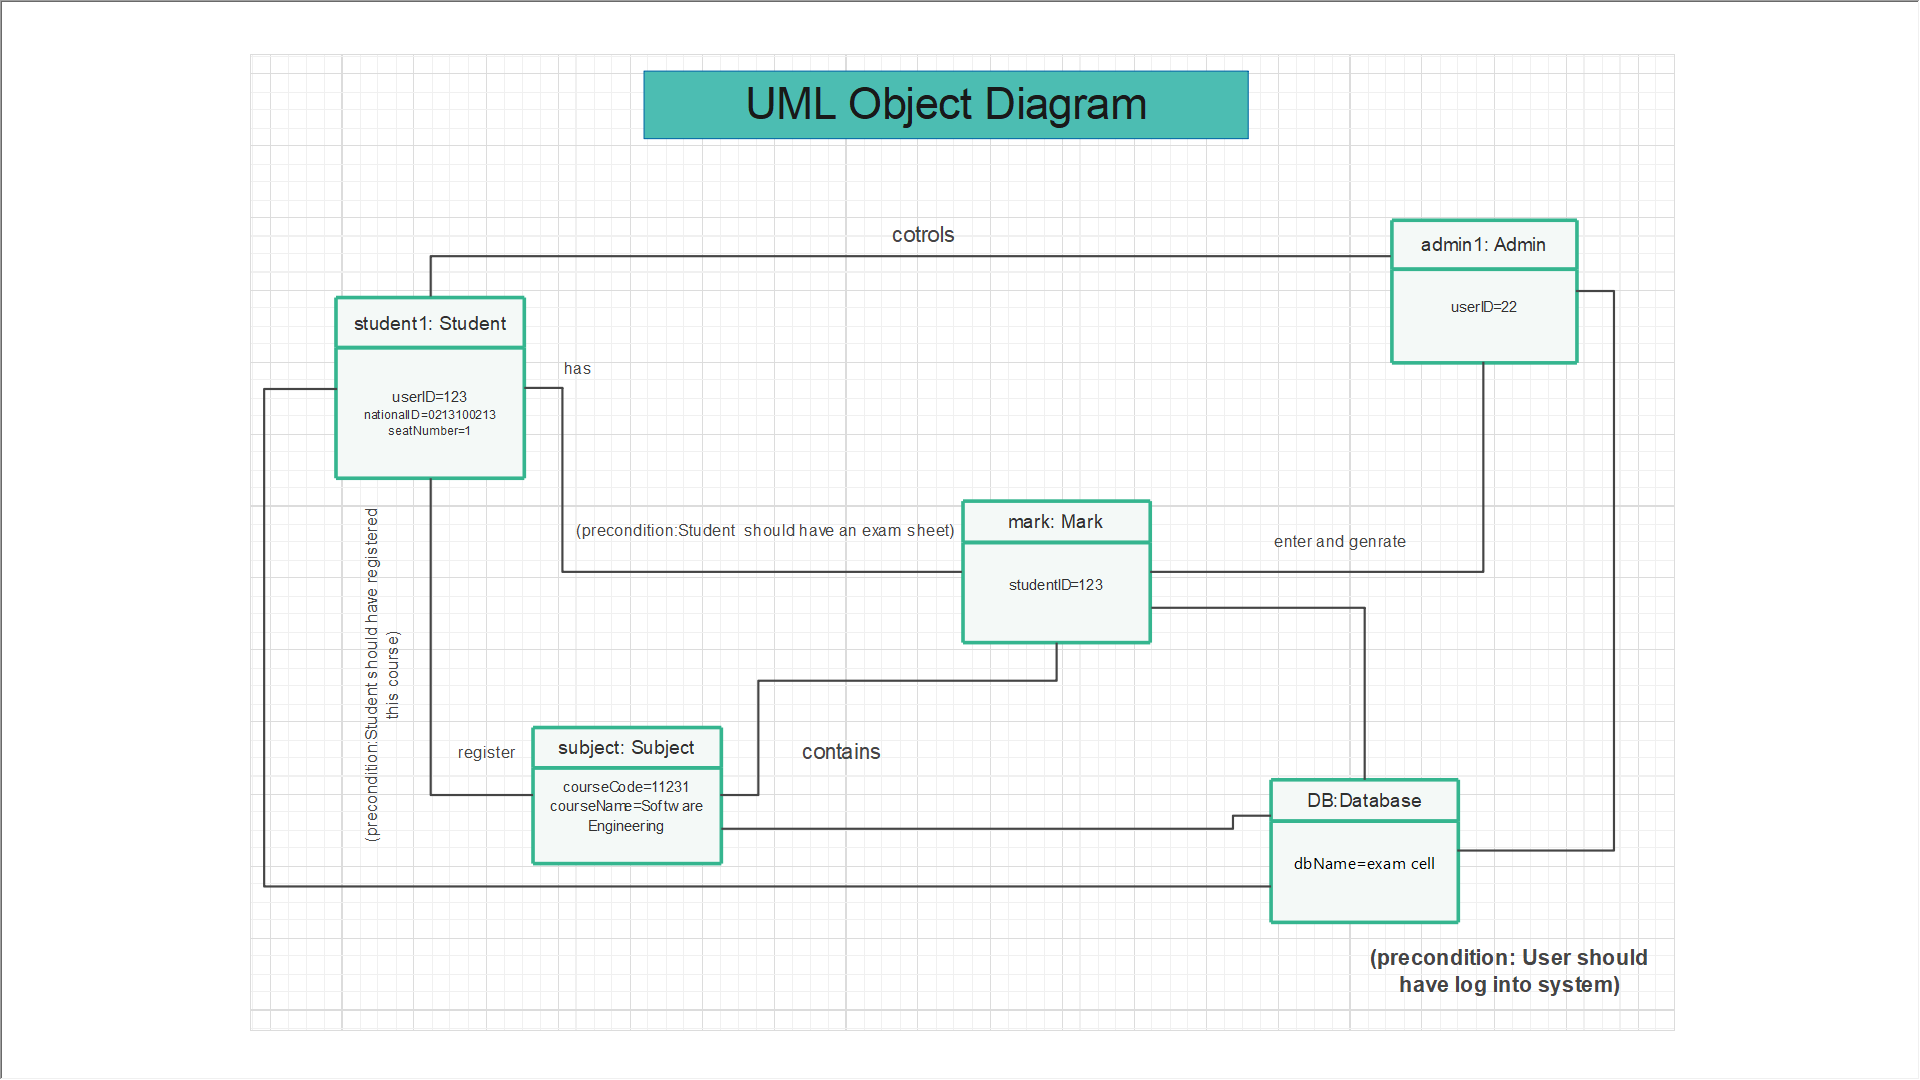 UML Object Diagram
cotrols
admin1: Admin
userID=22
student1: Student
userID=123
nationalID=0213100213
seatNumber=1
has
(precondition:Student should have an exam sheet)
mark: Mark
studentID=123
enter and genrate
(precondition:Student should have registered
this course)
register
subject: Subject
courseCode=11231
courseName=Software
Engineering
contains
DB:Database
dbName=exam cell
(precondition: User should
have log into system)